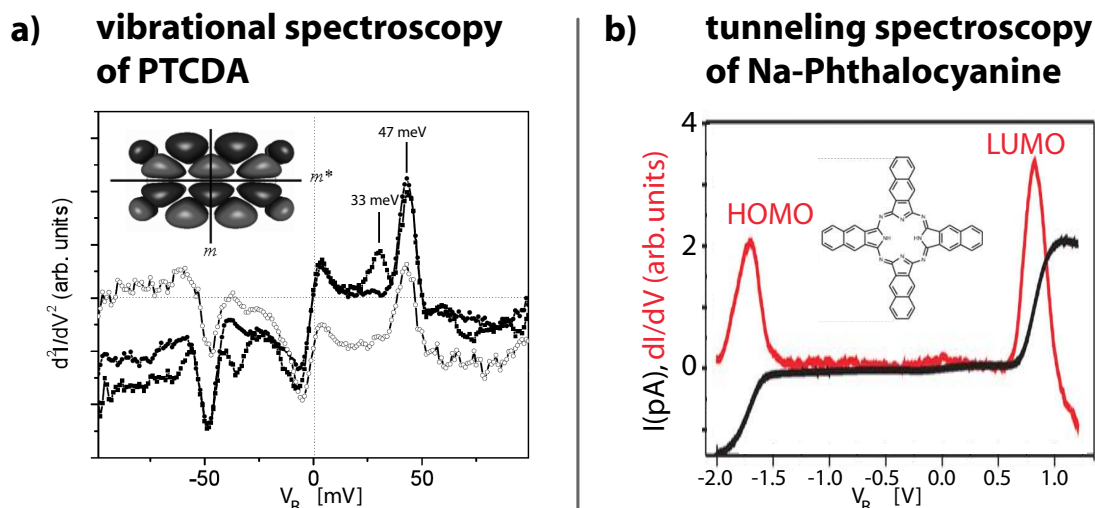 a) vibrational spectroscopy
of PTCDA
47 meV
33 meV
m*
m
d²I/dV² (arb. units)
-50 0 50
V_B [mV]
b) tunneling spectroscopy
of Na-Phthalocyanine
4
2
0
LUMO
HOMO
N N N
NH HN
N N N
I(pA), dI/dV (arb. units)
-2.0 -1.5 -1.0 -0.5 0.0 0.5 1.0
V_B [V]